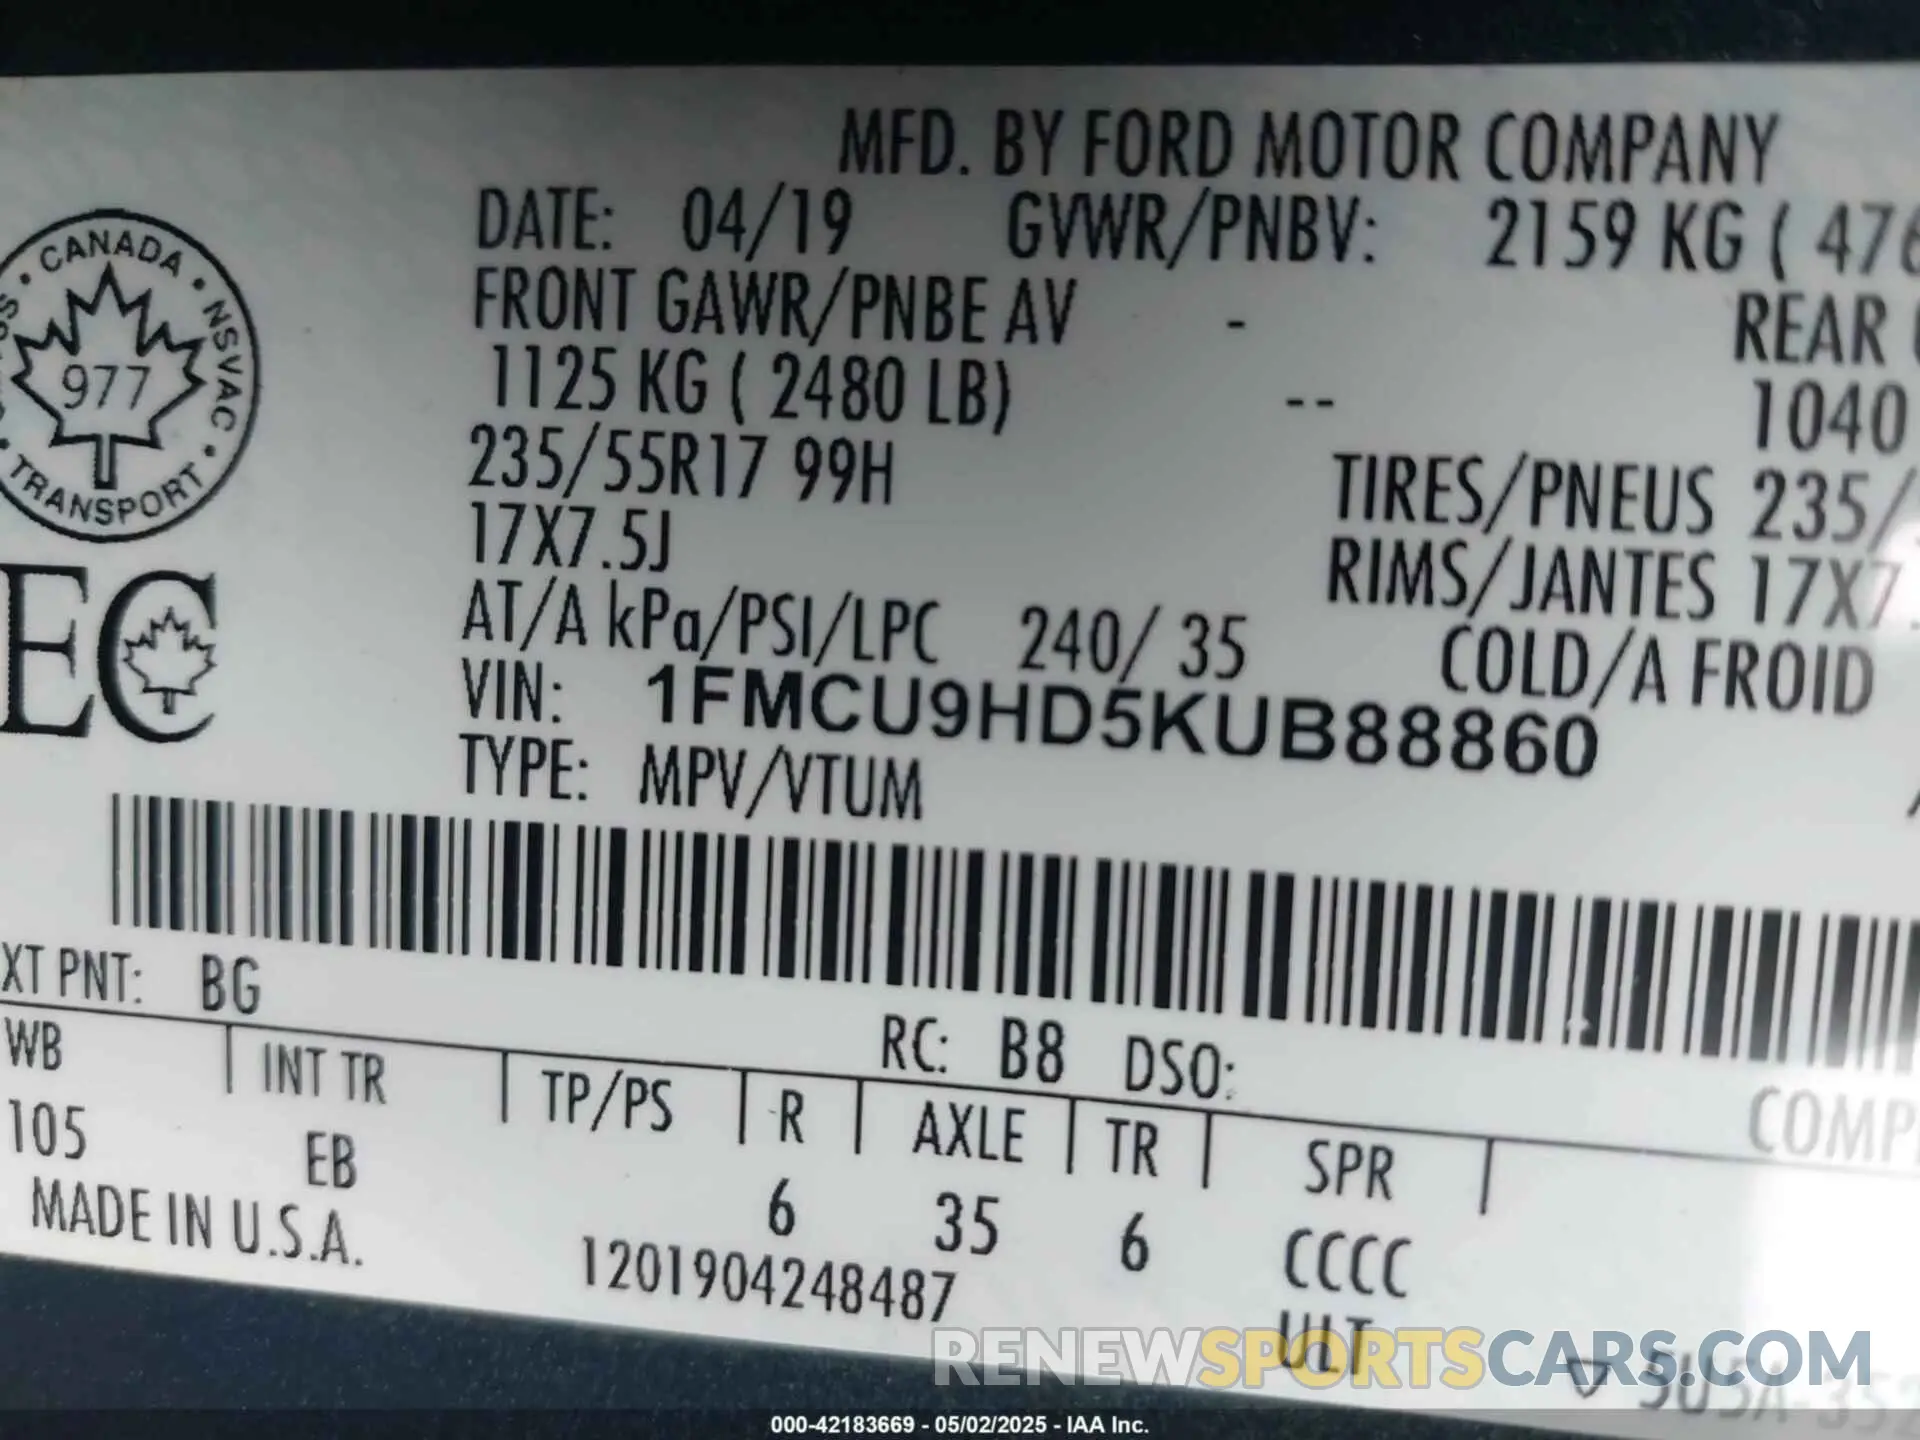 MFD. BY FORD MOTOR COMPANY
DATE: 04/19 GVWR/PNBV: 2159 KG ( 476
FRONT GAWR/PNBE AV - REAR
1125 KG ( 2480 LB) -- 1040
235/55R17 99H TIRES/PNEUS 235/
17X7.5J RIMS/JANTES 17X7.
AT/A kPa/PSI/LPC 240/ 35 COLD/A FROID
VIN: 1FMCU9HD5KUB88860
TYPE: MPV/VTUM
CANADA • NSVAC • TRANSPORT •
977
EC
XT PNT: BG RC: B8 DSO:
WB INT TR TP/PS R AXLE TR SPR COMP
105 EB 6 35 6 CCCC
MADE IN U.S.A. 1201904248487 ULT
RENEWSPORTSCARS.COM
000-42183669 - 05/02/2025 - IAA Inc.